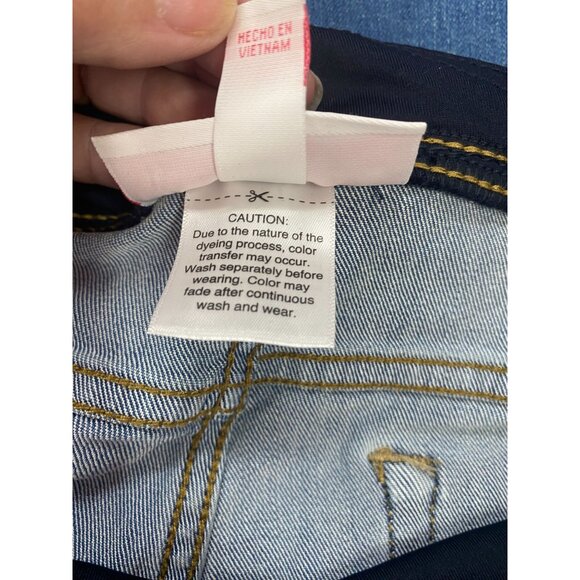 HECHO EN
VIETNAM
CAUTION:
Due to the nature of the
dyeing process, color
transfer may occur.
Wash separately before
wearing. Color may
fade after continuous
wash and wear.